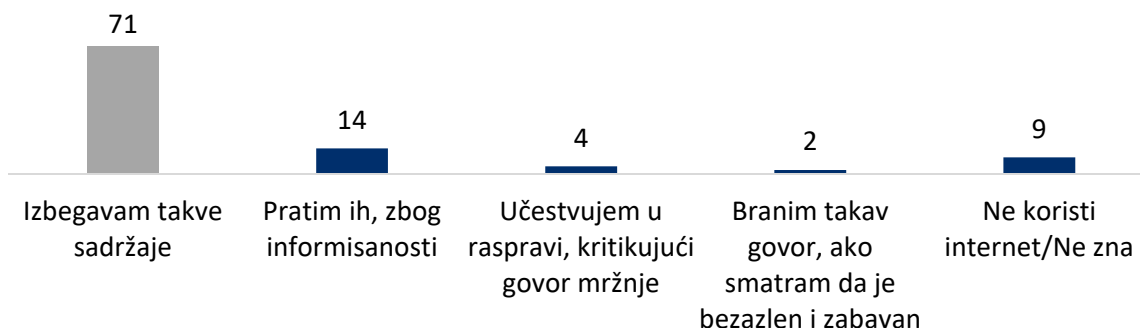 71
14
4
2
9
Izbegavam takve
sadržaje
Pratim ih, zbog
informisanosti
Učestvujem u
raspravi, kritikujući
govor mržnje
Branim takav
govor, ako
smatram da je
bezazlen i zabavan
Ne koristi
internet/Ne zna